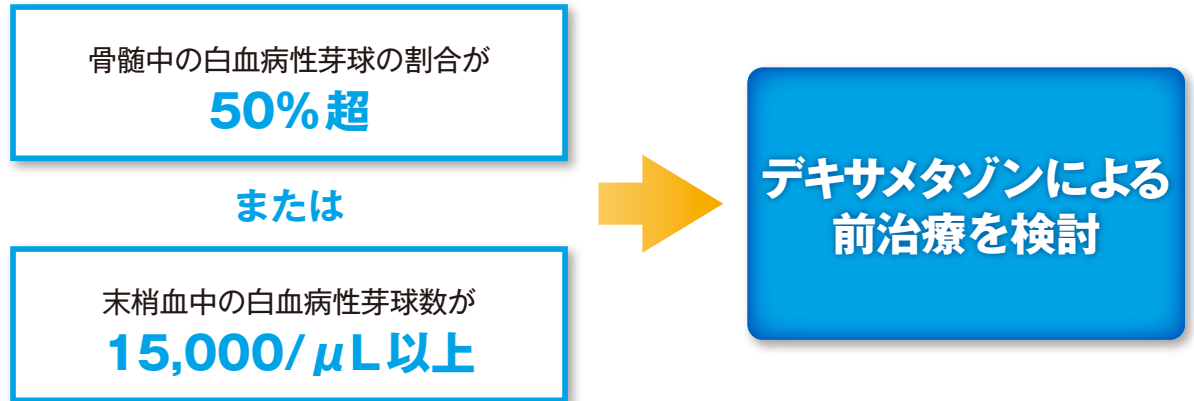 骨髄中の白血病性芽球の割合が
50%超
または
末梢血中の白血病性芽球数が
15,000/μL以上
デキサメタゾンによる
前治療を検討